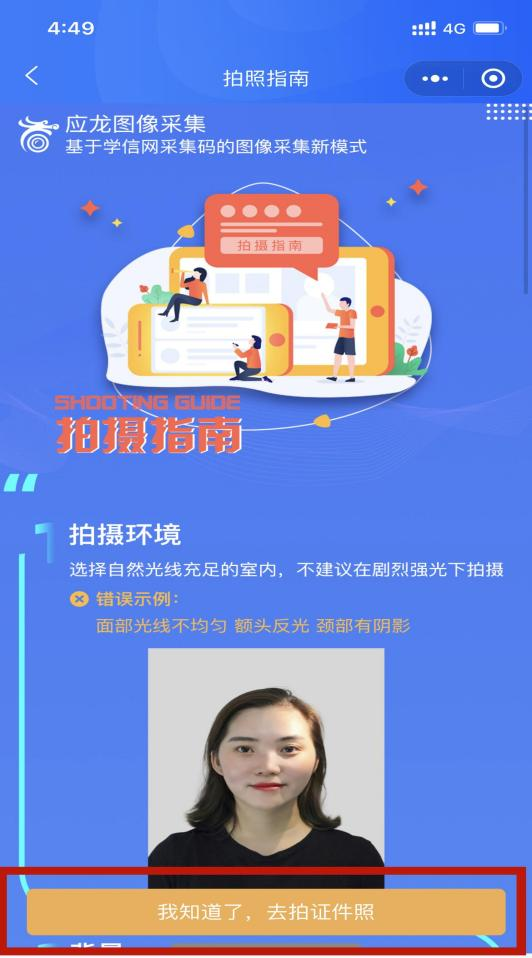 4:49
4G
拍照指南
应龙图像采集
基于学信网采集码的图像采集新模式
拍摄指南
SHOOTING GUIDE
拍摄指南
1 拍摄环境
选择自然光线充足的室内，不建议在剧烈强光下拍摄
错误示例：
面部光线不均匀 额头反光 颈部有阴影
我知道了，去拍证件照